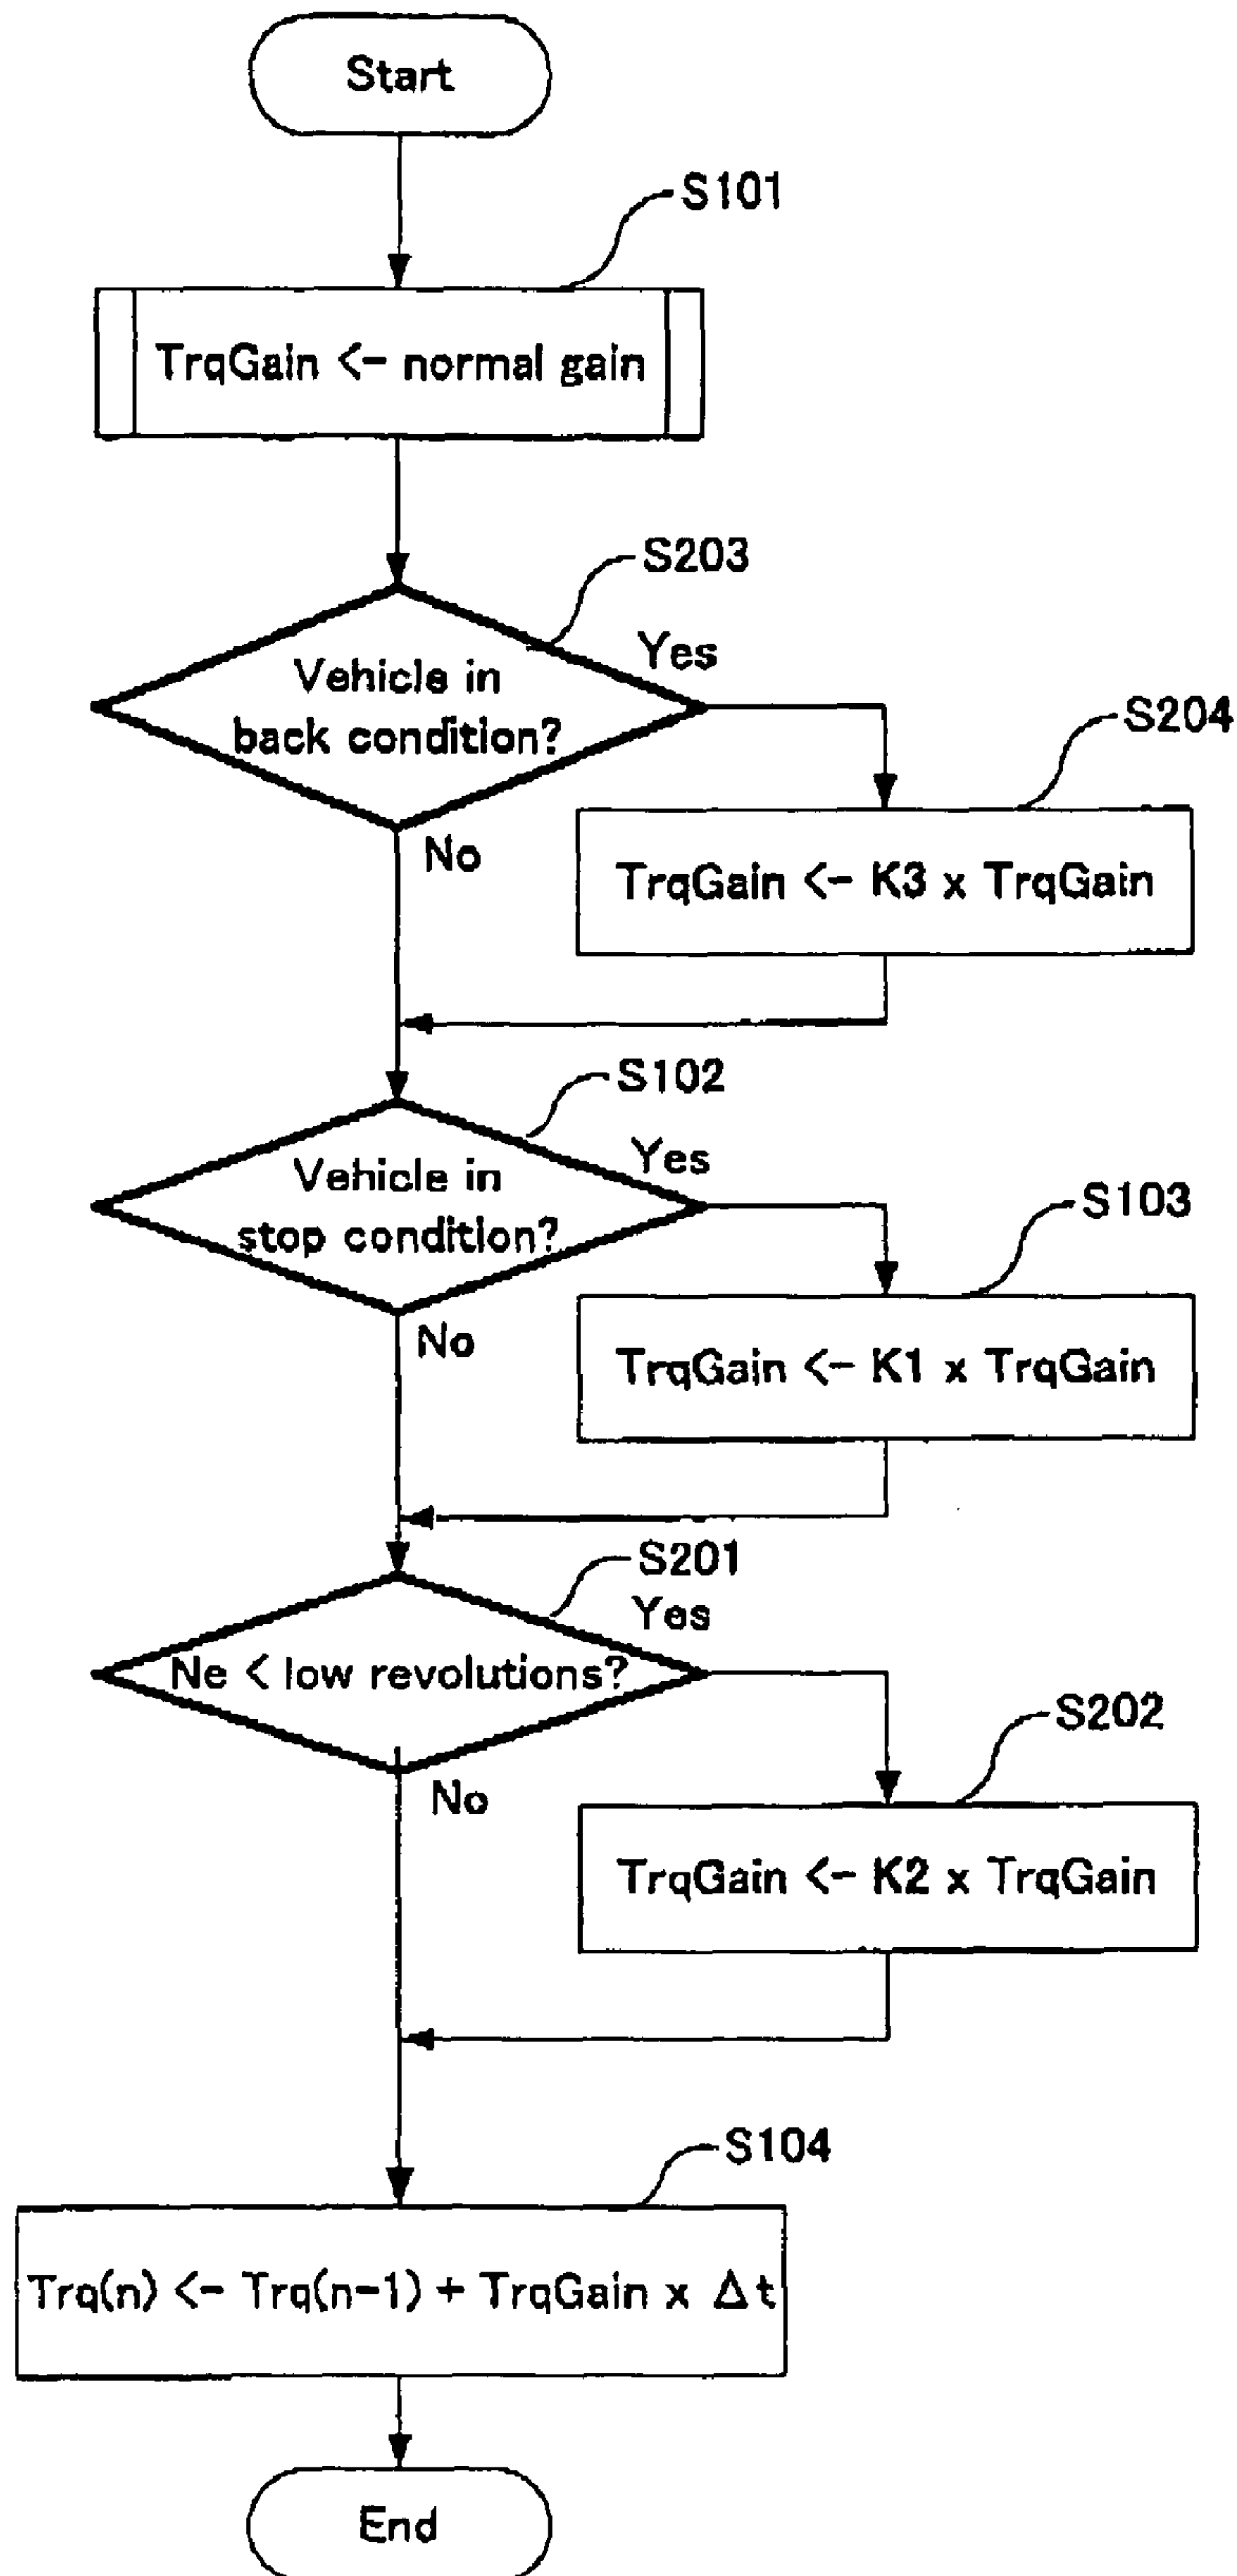 Start
S101
TrqGain <- normal gain
S203
Vehicle in
back condition?
Yes
No
S204
TrqGain <- K3 x TrqGain
S102
Vehicle in
stop condition?
Yes
No
S103
TrqGain <- K1 x TrqGain
S201
Ne < low revolutions?
Yes
No
S202
TrqGain <- K2 x TrqGain
S104
Trq(n) <- Trq(n-1) + TrqGain x Δt
End